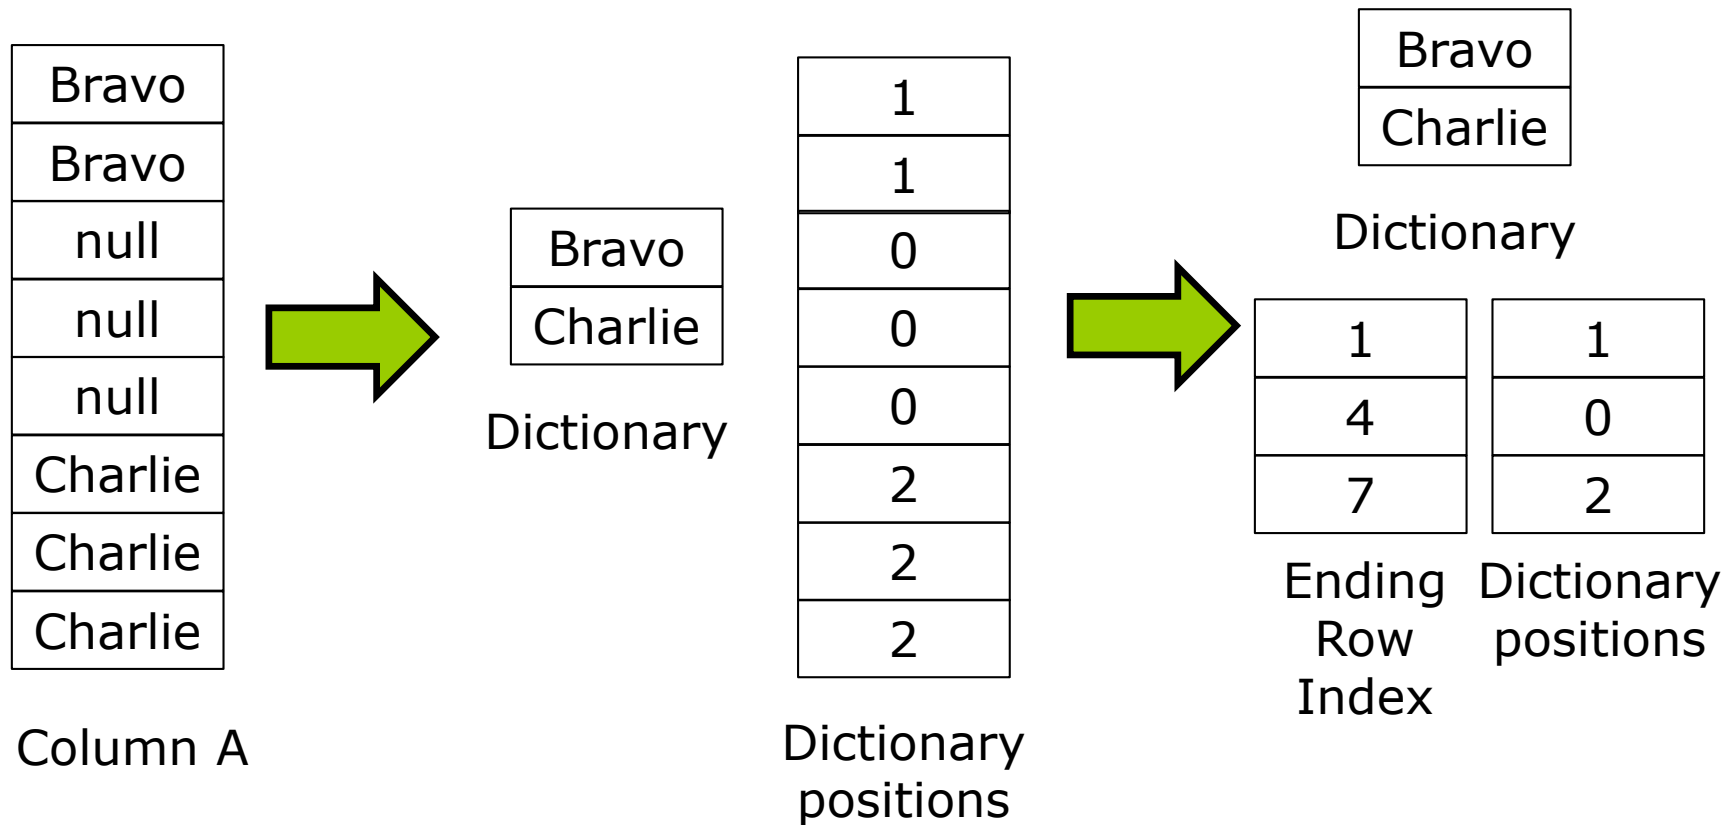 Bravo
Bravo
null
null
null
Charlie
Charlie
Charlie
Column A
Bravo
Charlie
Dictionary
1
1
0
0
0
2
2
2
Dictionary
positions
Bravo
Charlie
Dictionary
1
4
7
Ending
Row
Index
1
0
2
Dictionary
positions